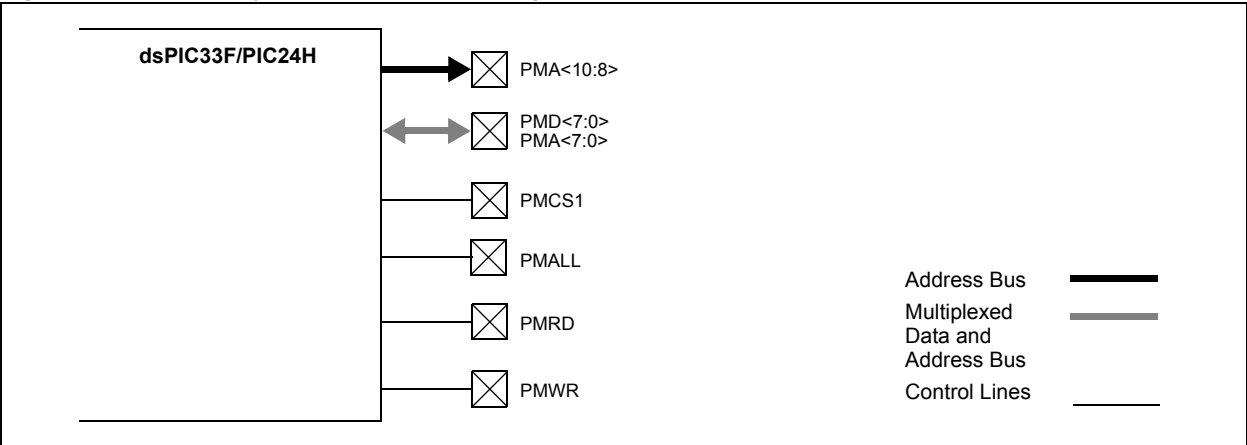 dsPIC33F/PIC24H
PMA<10:8>
PMD<7:0>
PMA<7:0>
PMCS1
PMALL
PMRD
PMWR
Address Bus
Multiplexed
Data and
Address Bus
Control Lines